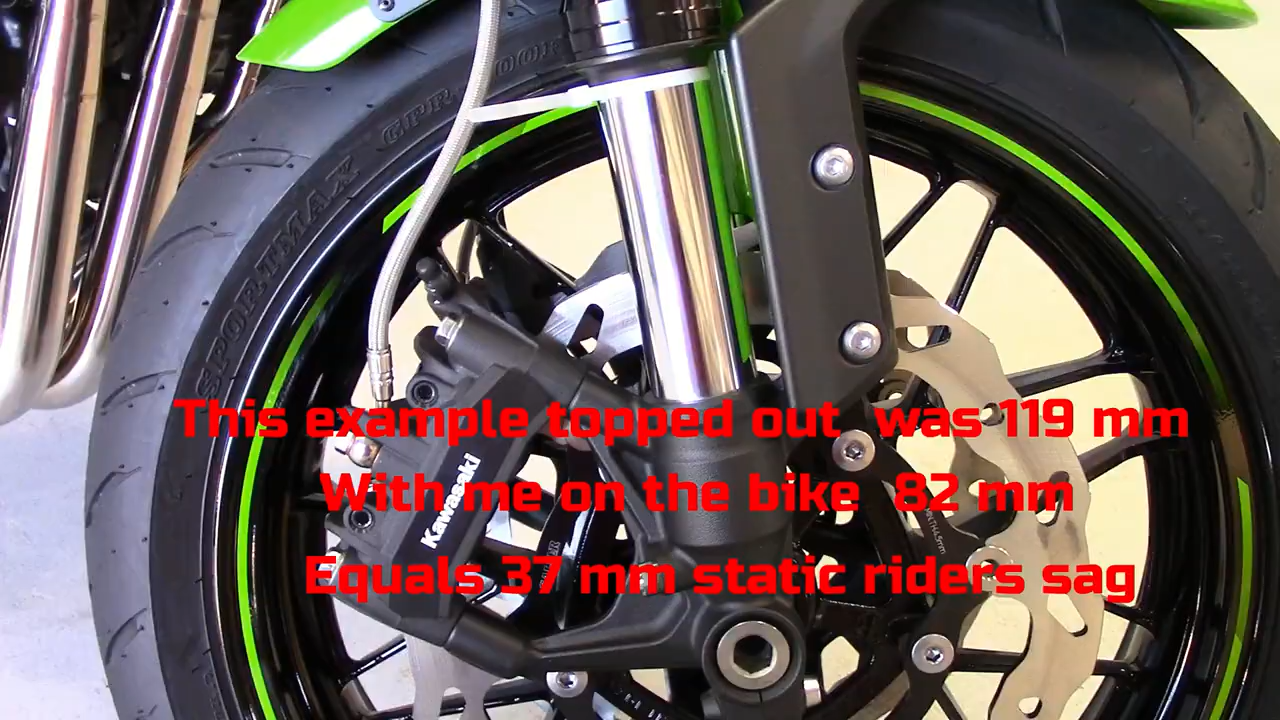 SPORTMAX GPR
This example topped out was 119 mm
With me on the bike 82 mm
Equals 37 mm static riders sag
Kawasaki